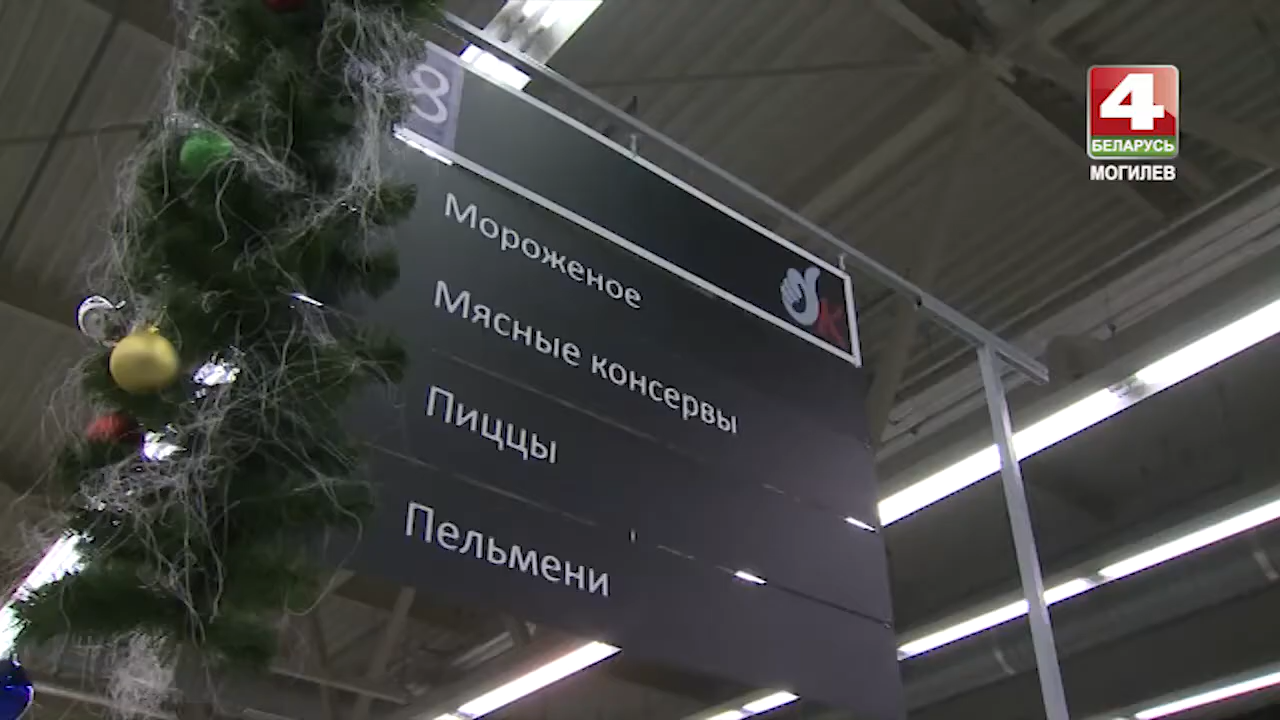 8
Мороженое
Мясные консервы
Пиццы
Пельмени
К
4
БЕЛАРУСЬ
МОГИЛЕВ